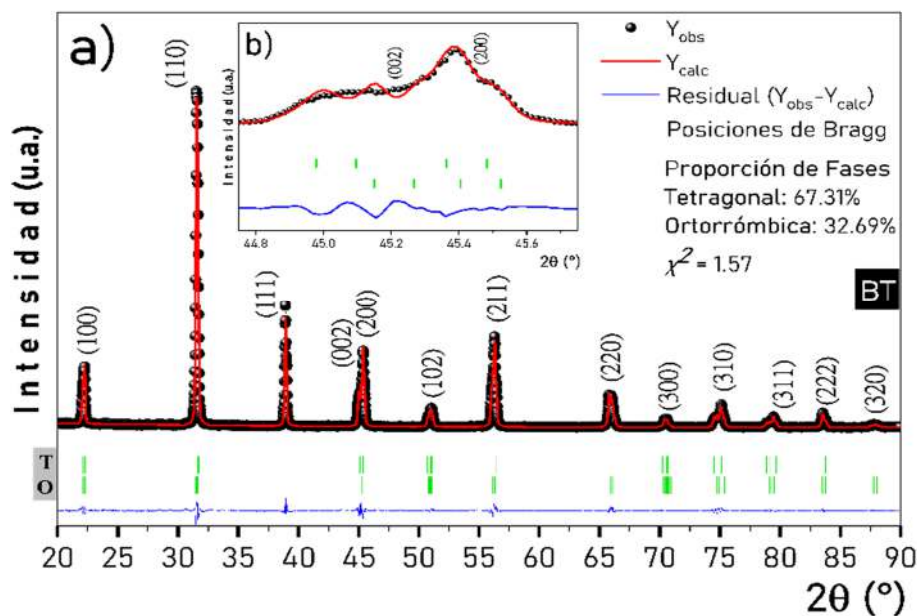 a)
Intensidad (u.a.)
(100)
(110)
(111)
(002)
(200)
(102)
(211)
(220)
(300)
(310)
(311)
(222)
(320)
b)
Intensidad (u.a.)
(002)
(200)
44.8 45.0 45.2 45.4 45.6
2θ (°)
Yobs
Ycalc
Residual (Yobs-Ycalc)
Posiciones de Bragg
Proporción de Fases
Tetragonal: 67.31%
Ortorrómbica: 32.69%
χ² = 1.57
BT
T
O
20 25 30 35 40 45 50 55 60 65 70 75 80 85 90
2θ (°)